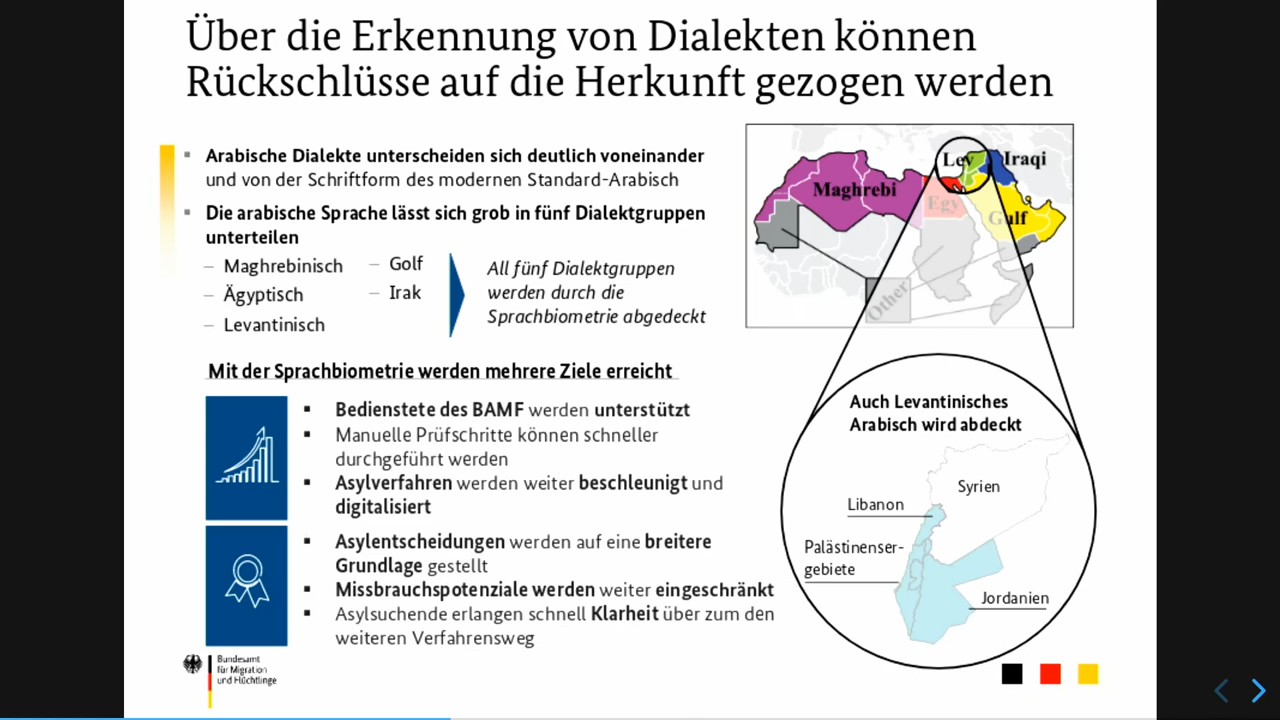 Über die Erkennung von Dialekten können
Rückschlüsse auf die Herkunft gezogen werden
Arabische Dialekte unterscheiden sich deutlich voneinander
und von der Schriftform des modernen Standard-Arabisch
Die arabische Sprache lässt sich grob in fünf Dialektgruppen
unterteilen
– Maghrebinisch
– Ägyptisch
– Levantinisch
– Golf
– Irak
All fünf Dialektgruppen
werden durch die
Sprachbiometrie abgedeckt
Mit der Sprachbiometrie werden mehrere Ziele erreicht
Bedienstete des BAMF werden unterstützt
Manuelle Prüfschritte können schneller
durchgeführt werden
Asylverfahren werden weiter beschleunigt und
digitalisiert
Asylentscheidungen werden auf eine breitere
Grundlage gestellt
Missbrauchspotenziale werden weiter eingeschränkt
Asylsuchende erlangen schnell Klarheit über zum den
weiteren Verfahrensweg
Maghrebi
Lev
Iraqi
Egy
Gulf
Other
Auch Levantinisches
Arabisch wird abdeckt
Syrien
Libanon
Palästinenser-
gebiete
Jordanien
Bundesamt
für Migration
und Flüchtlinge